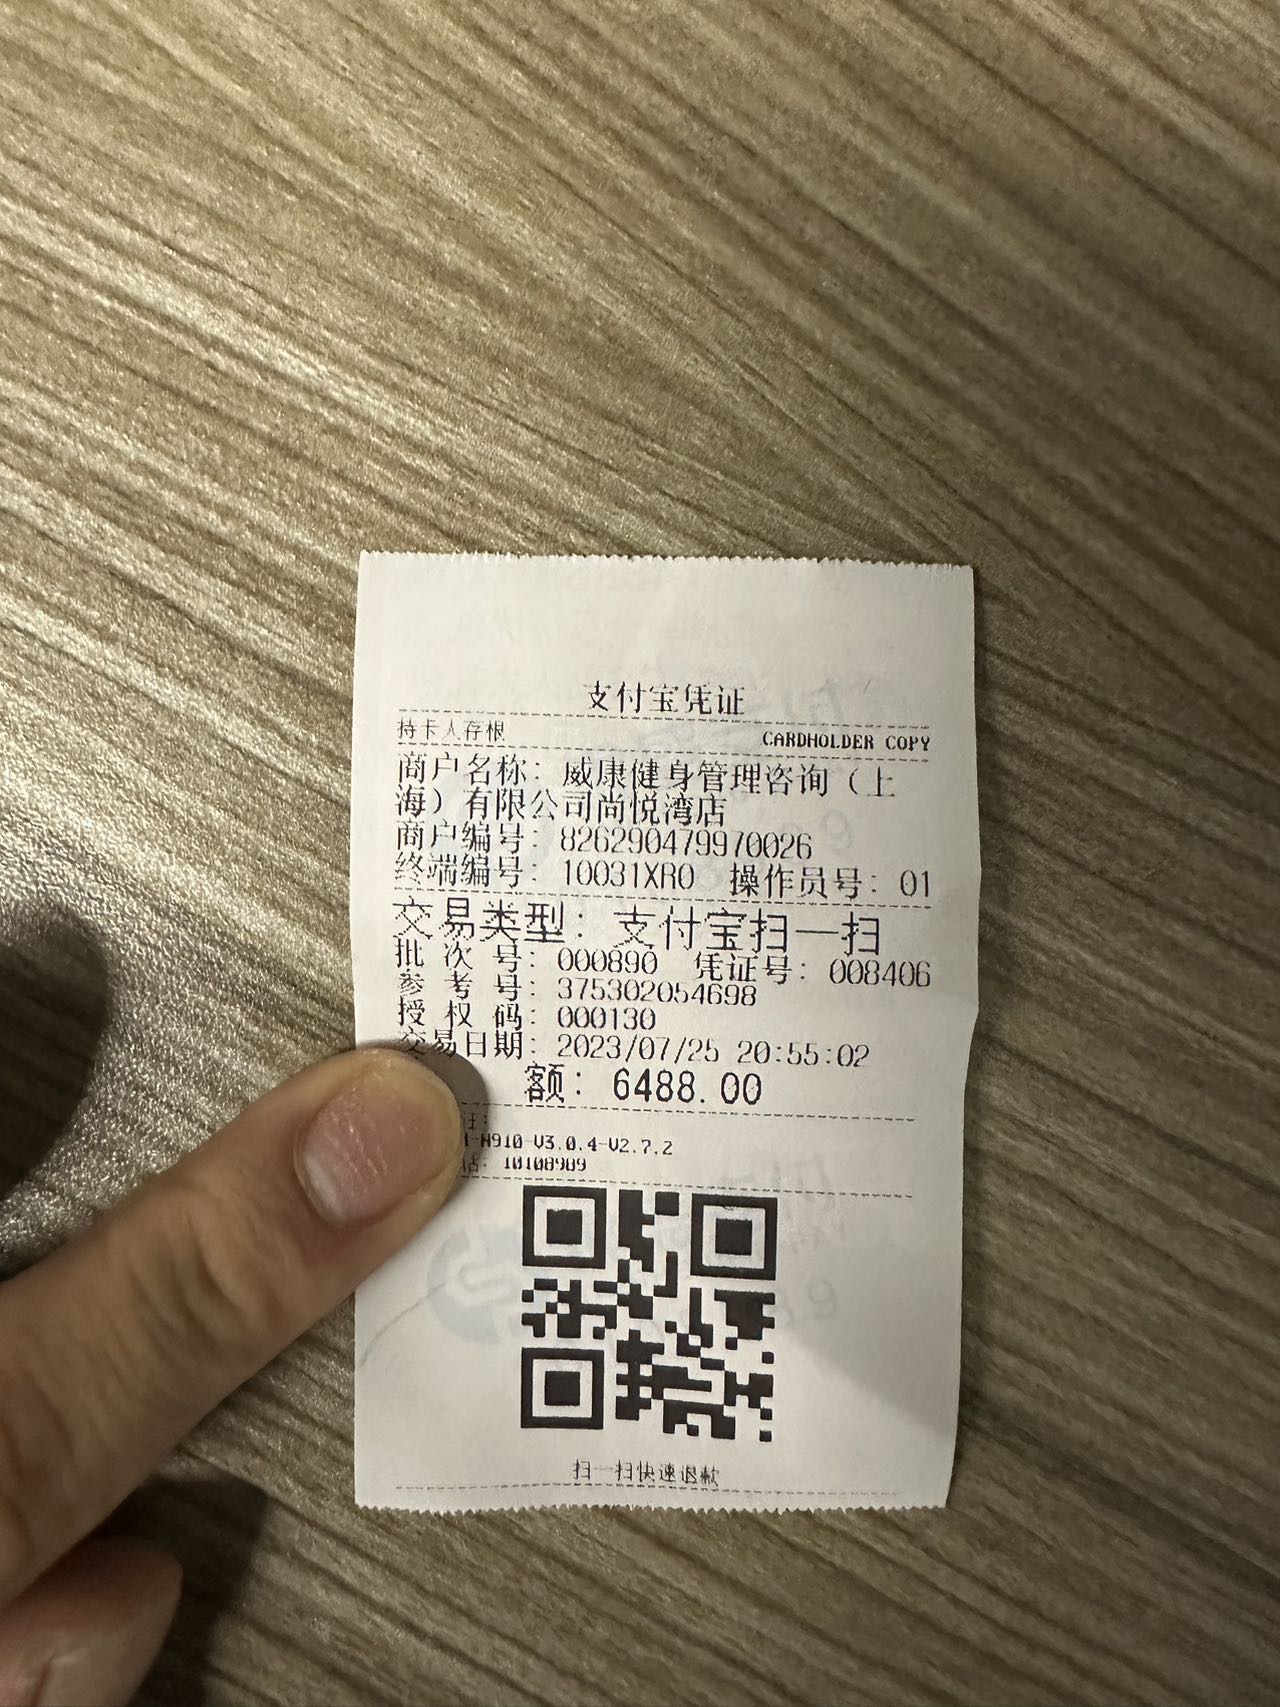 支付宝凭证
持卡人存根 CARDHOLDER COPY
商户名称: 威康健身管理咨询（上
海）有限公司尚悦湾店
商户编号: 826290479970026
终端编号: 10031XR0 操作员号: 01
交易类型: 支付宝扫一扫
批 次 号: 000890 凭证号: 008406
参 考 号: 375302054698
授 权 码: 000130
交易日期: 2023/07/25 20:55:02
额: 6488.00
证:
N910-V3.0.4-V2.7.2
10108989
扫一扫快速退款